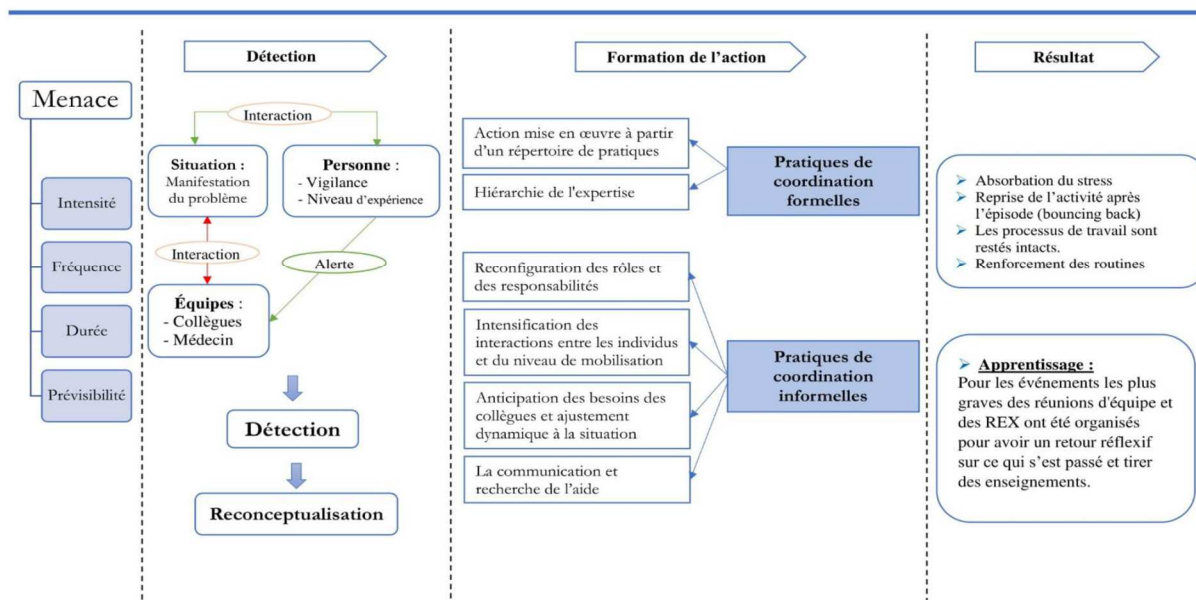 Menace
Intensité
Fréquence
Durée
Prévisibilité
Détection
Interaction
Situation :
Manifestation
du problème
Personne :
- Vigilance
- Niveau d'expérience
Interaction
Alerte
Équipes :
- Collègues
- Médecin
Détection
Reconceptualisation
Formation de l'action
Action mise en œuvre à partir
d'un répertoire de pratiques
Hiérarchie de l'expertise
Pratiques de
coordination
formelles
Reconfiguration des rôles et
des responsabilités
Intensification des
interactions entre les individus
et du niveau de mobilisation
Anticipation des besoins des
collègues et ajustement
dynamique à la situation
La communication et
recherche de l'aide
Pratiques de
coordination
informelles
Résultat
Absorbation du stress
Reprise de l'activité après
l'épisode (bouncing back)
Les processus de travail sont
restés intacts.
Renforcement des routines
Apprentissage :
Pour les événements les plus
graves des réunions d'équipe et
des REX ont été organisés
pour avoir un retour réflexif
sur ce qui s'est passé et tirer
des enseignements.